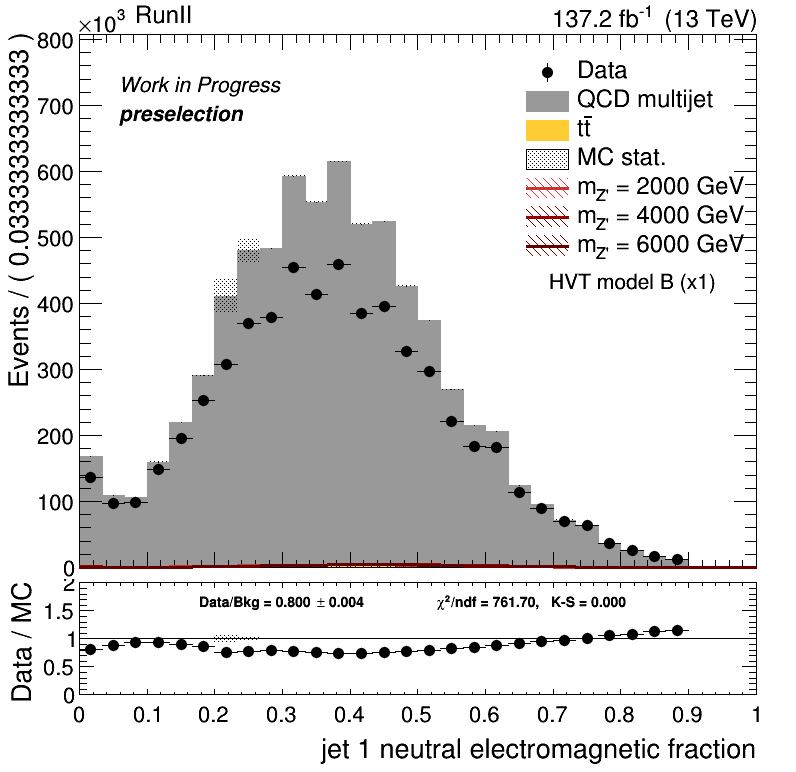 ×10³ RunII 137.2 fb⁻¹ (13 TeV)
Events / ( 0.0333333333333333 )
800
700
600
500
400
300
200
100
0
Work in Progress
preselection
Data
QCD multijet
tt̄
MC stat.
m_Z' = 2000 GeV
m_Z' = 4000 GeV
m_Z' = 6000 GeV
HVT model B (x1)
Data / MC
2
1.5
1
0.5
0
Data/Bkg = 0.800 ± 0.004 χ²/ndf = 761.70, K-S = 0.000
0 0.1 0.2 0.3 0.4 0.5 0.6 0.7 0.8 0.9 1
jet 1 neutral electromagnetic fraction